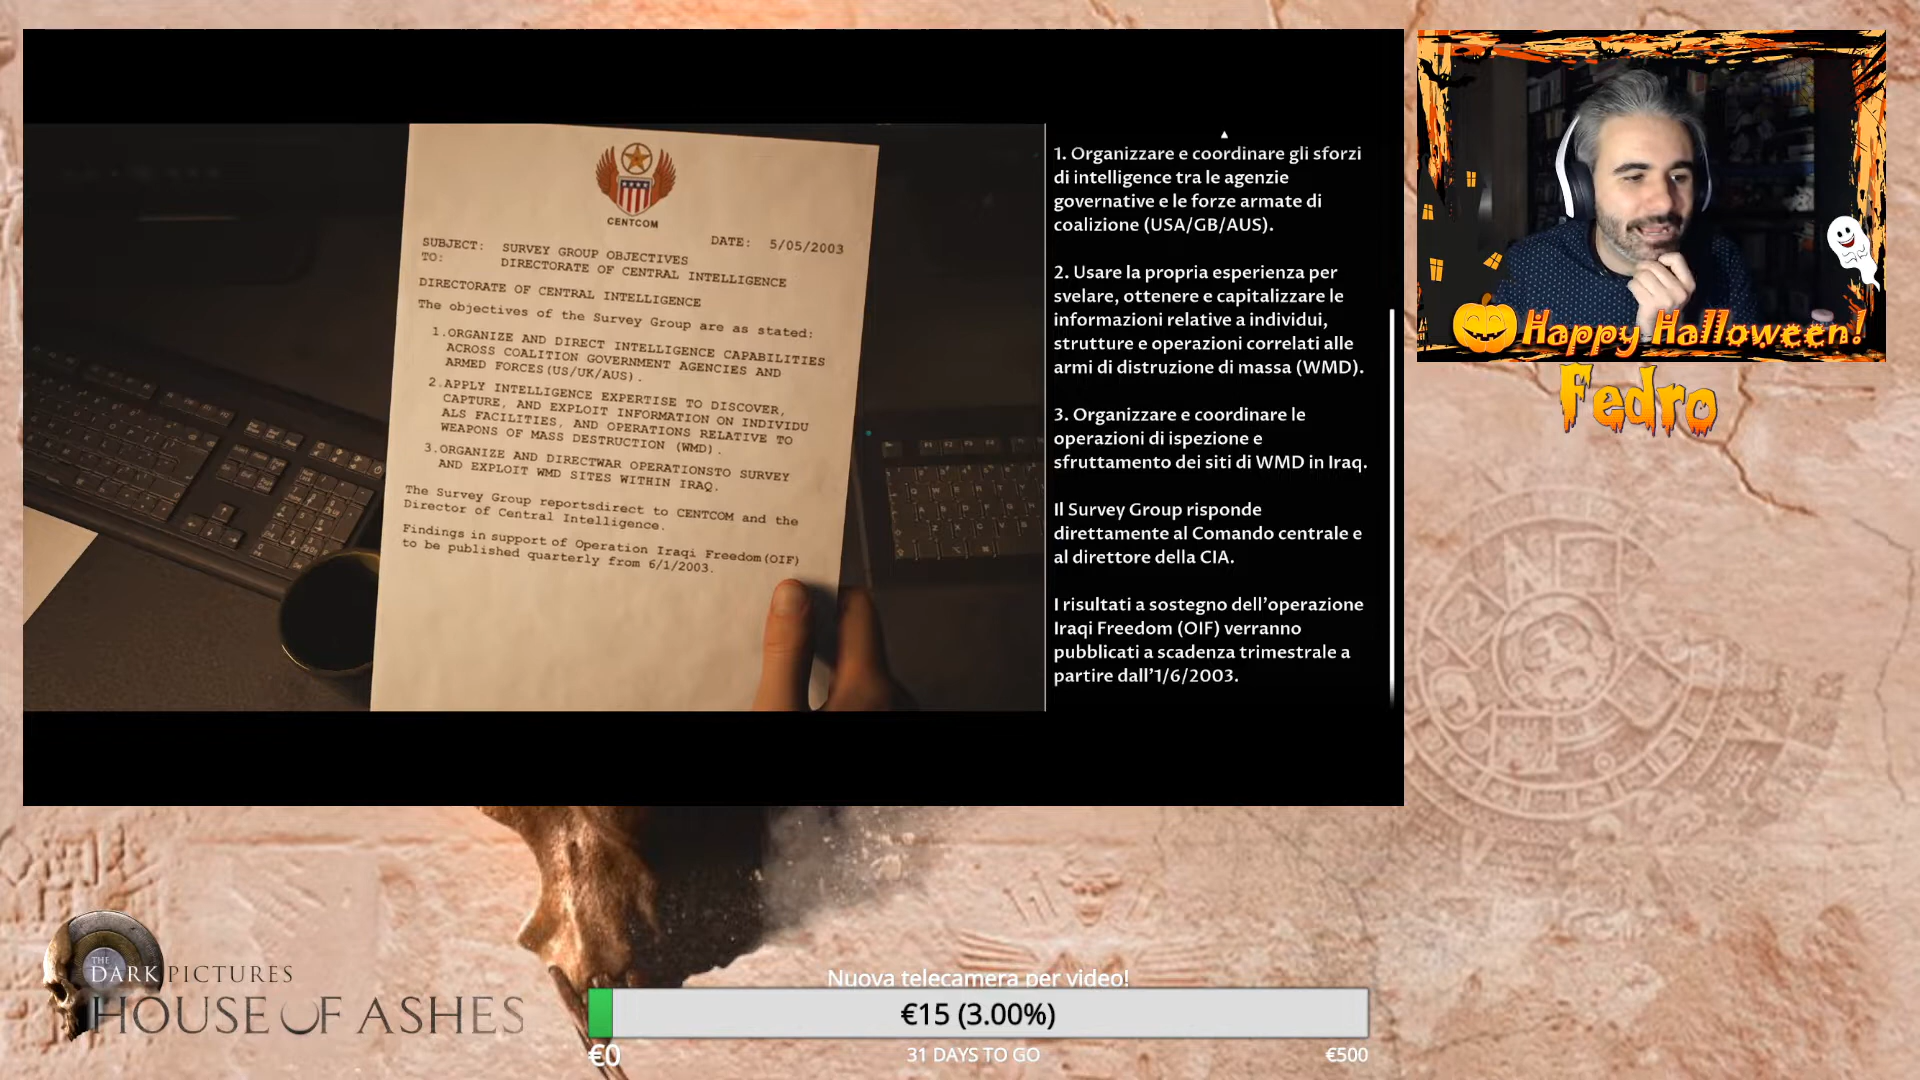 CENTCOM
DATE: 5/05/2003
SUBJECT: SURVEY GROUP OBJECTIVES
TO: DIRECTORATE OF CENTRAL INTELLIGENCE
DIRECTORATE OF CENTRAL INTELLIGENCE
The objectives of the Survey Group are as stated:
1.ORGANIZE AND DIRECT INTELLIGENCE CAPABILITIES
ACROSS COALITION GOVERNMENT AGENCIES AND
ARMED FORCES(US/UK/AUS).
2.APPLY INTELLIGENCE EXPERTISE TO DISCOVER,
CAPTURE, AND EXPLOIT INFORMATION ON INDIVIDU
ALS FACILITIES, AND OPERATIONS RELATIVE TO
WEAPONS OF MASS DESTRUCTION (WMD).
3.ORGANIZE AND DIRECTWAR OPERATIONSTO SURVEY
AND EXPLOIT WMD SITES WITHIN IRAQ.
The Survey Group reportsdirect to CENTCOM and the
Director of Central Intelligence.
Findings in support of Operation Iraqi Freedom(OIF)
to be published quarterly from 6/1/2003.
1. Organizzare e coordinare gli sforzi
di intelligence tra le agenzie
governative e le forze armate di
coalizione (USA/GB/AUS).
2. Usare la propria esperienza per
svelare, ottenere e capitalizzare le
informazioni relative a individui,
strutture e operazioni correlati alle
armi di distruzione di massa (WMD).
3. Organizzare e coordinare le
operazioni di ispezione e
sfruttamento dei siti di WMD in Iraq.
Il Survey Group risponde
direttamente al Comando centrale e
al direttore della CIA.
I risultati a sostegno dell'operazione
Iraqi Freedom (OIF) verranno
pubblicati a scadenza trimestrale a
partire dall'1/6/2003.
Happy Halloween!
Fedro
THE
DARK PICTURES
HOUSE OF ASHES
Nuova telecamera per video!
€15 (3.00%)
€0
31 DAYS TO GO
€500